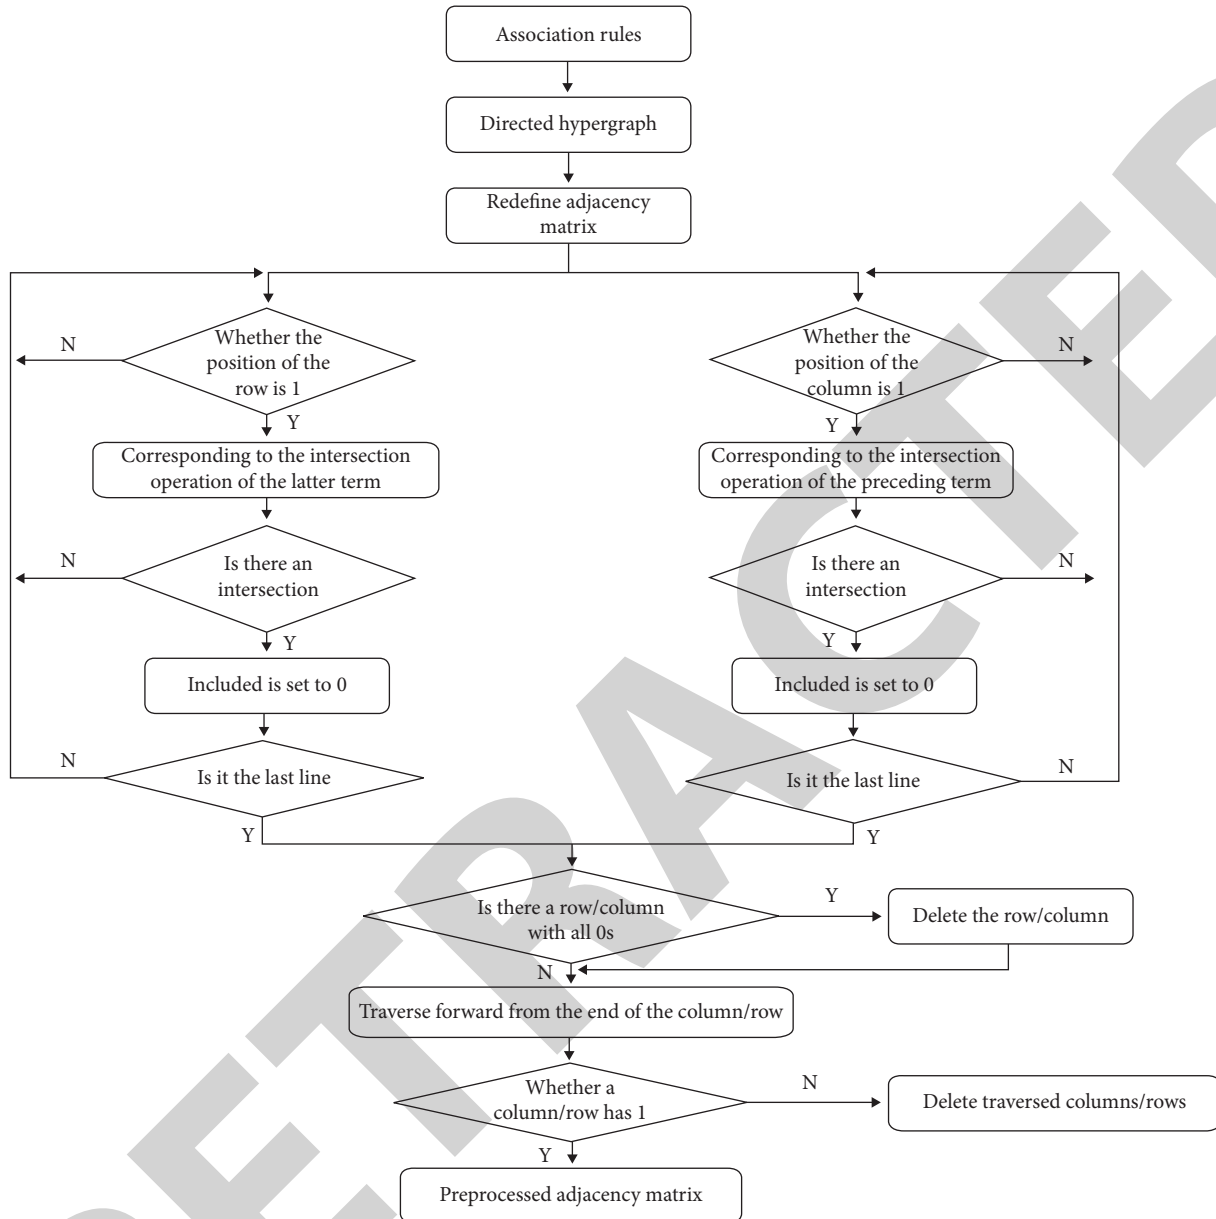 Association rules
Directed hypergraph
Redefine adjacency
matrix
Whether the
position of the
row is 1
N
Y
Whether the
position of the
column is 1
N
Y
Corresponding to the intersection
operation of the latter term
Corresponding to the intersection
operation of the preceding term
Is there an
intersection
N
Y
Is there an
intersection
N
Y
Included is set to 0
Included is set to 0
Is it the last line
N
Y
Is it the last line
N
Y
Is there a row/column
with all 0s
Y
N
Delete the row/column
Traverse forward from the end of the column/row
Whether a
column/row has 1
N
Y
Delete traversed columns/rows
Preprocessed adjacency matrix
RETRACTED